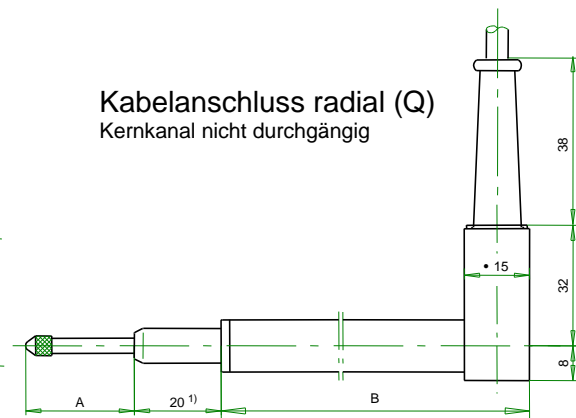 Kabelanschluss radial (Q)
Kernkanal nicht durchgängig
38
• 15
32
8
A
20 1)
B